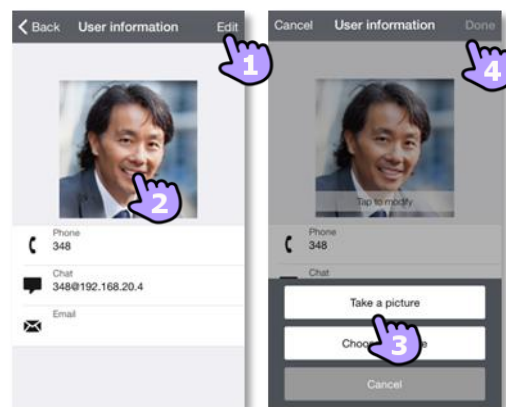 Back User information Edit
1
2
Phone
348
Chat
348@192.168.20.4
Email
Cancel User information Done
4
Tap to modify
Phone
348
Chat
Take a picture
3
Cancel